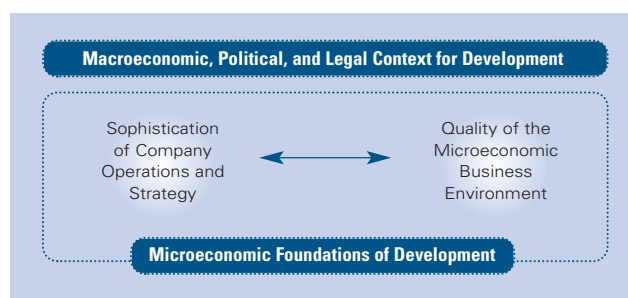 Macroeconomic, Political, and Legal Context for Development
Sophistication
of Company
Operations and
Strategy
Quality of the
Microeconomic
Business
Environment
Microeconomic Foundations of Development